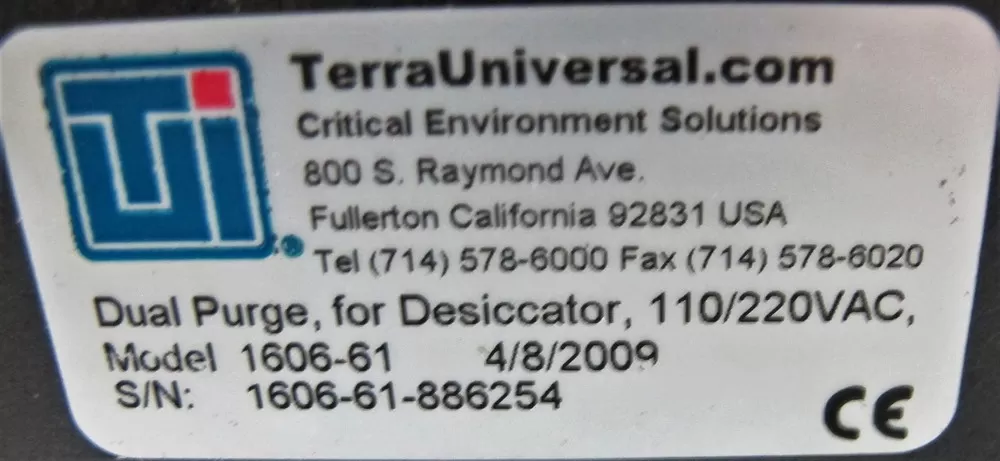 TerraUniversal.com
Critical Environment Solutions
800 S. Raymond Ave.
Fullerton California 92831 USA
Tel (714) 578-6000 Fax (714) 578-6020
Dual Purge, for Desiccator, 110/220VAC,
Model 1606-61 4/8/2009
S/N: 1606-61-886254
CE